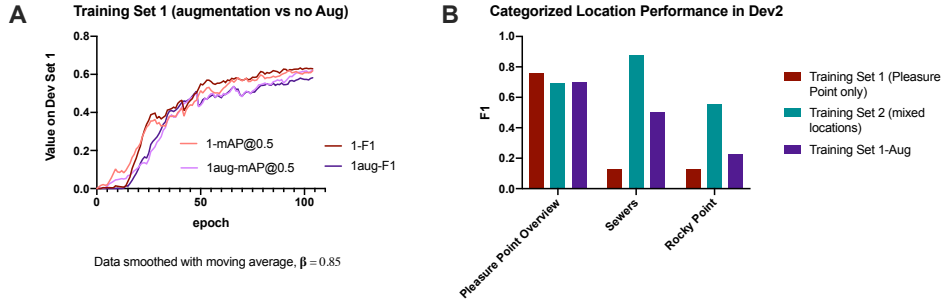 A
Training Set 1 (augmentation vs no Aug)
Value on Dev Set 1
0.8
0.6
0.4
0.2
0.0
0
20
40
60
80
100
epoch
1-mAP@0.5
1aug-mAP@0.5
1-F1
1aug-F1
Data smoothed with moving average, β = 0.85
B
Categorized Location Performance in Dev2
F1
1.0
0.8
0.6
0.4
0.2
0.0
Pleasure Point Overview
Sewers
Rocky Point
Training Set 1 (Pleasure
Point only)
Training Set 2 (mixed
locations)
Training Set 1-Aug